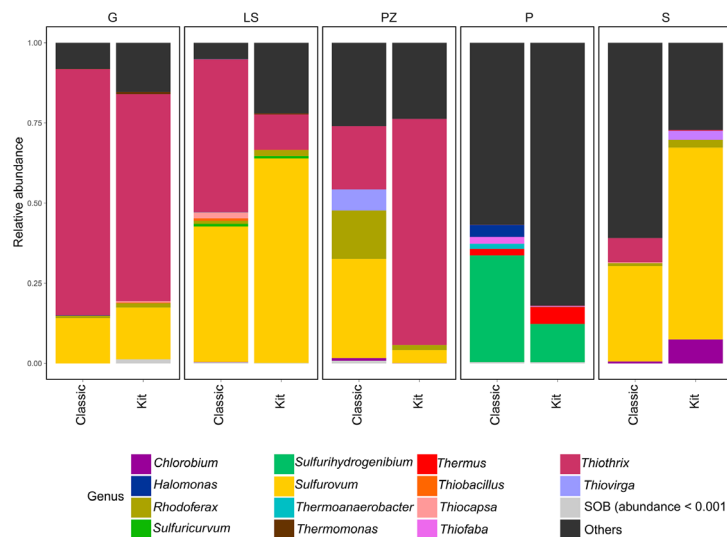 G LS PZ P S
Relative abundance
1.00
0.75
0.50
0.25
0.00
Classic Kit Classic Kit Classic Kit Classic Kit Classic Kit
Genus
Chlorobium Sulfurihydrogenibium Thermus Thiothrix
Halomonas Sulfurovum Thiobacillus Thiovirga
Rhodoferax Thermoanaerobacter Thiocapsa SOB (abundance < 0.001
Sulfuricurvum Thermomonas Thiofaba Others